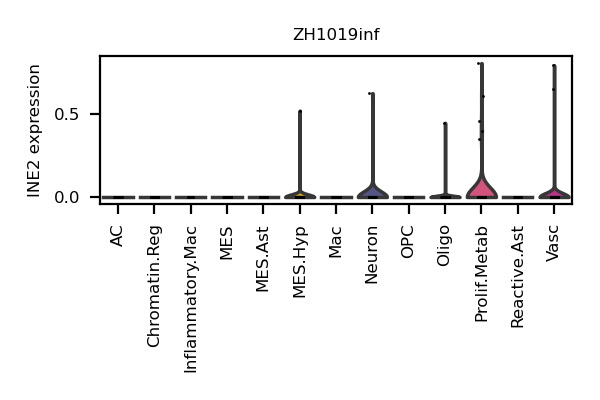 ZH1019inf
INE2 expression
0.5
0.0
AC
Chromatin.Reg
Inflammatory.Mac
MES
MES.Ast
MES.Hyp
Mac
Neuron
OPC
Oligo
Prolif.Metab
Reactive.Ast
Vasc